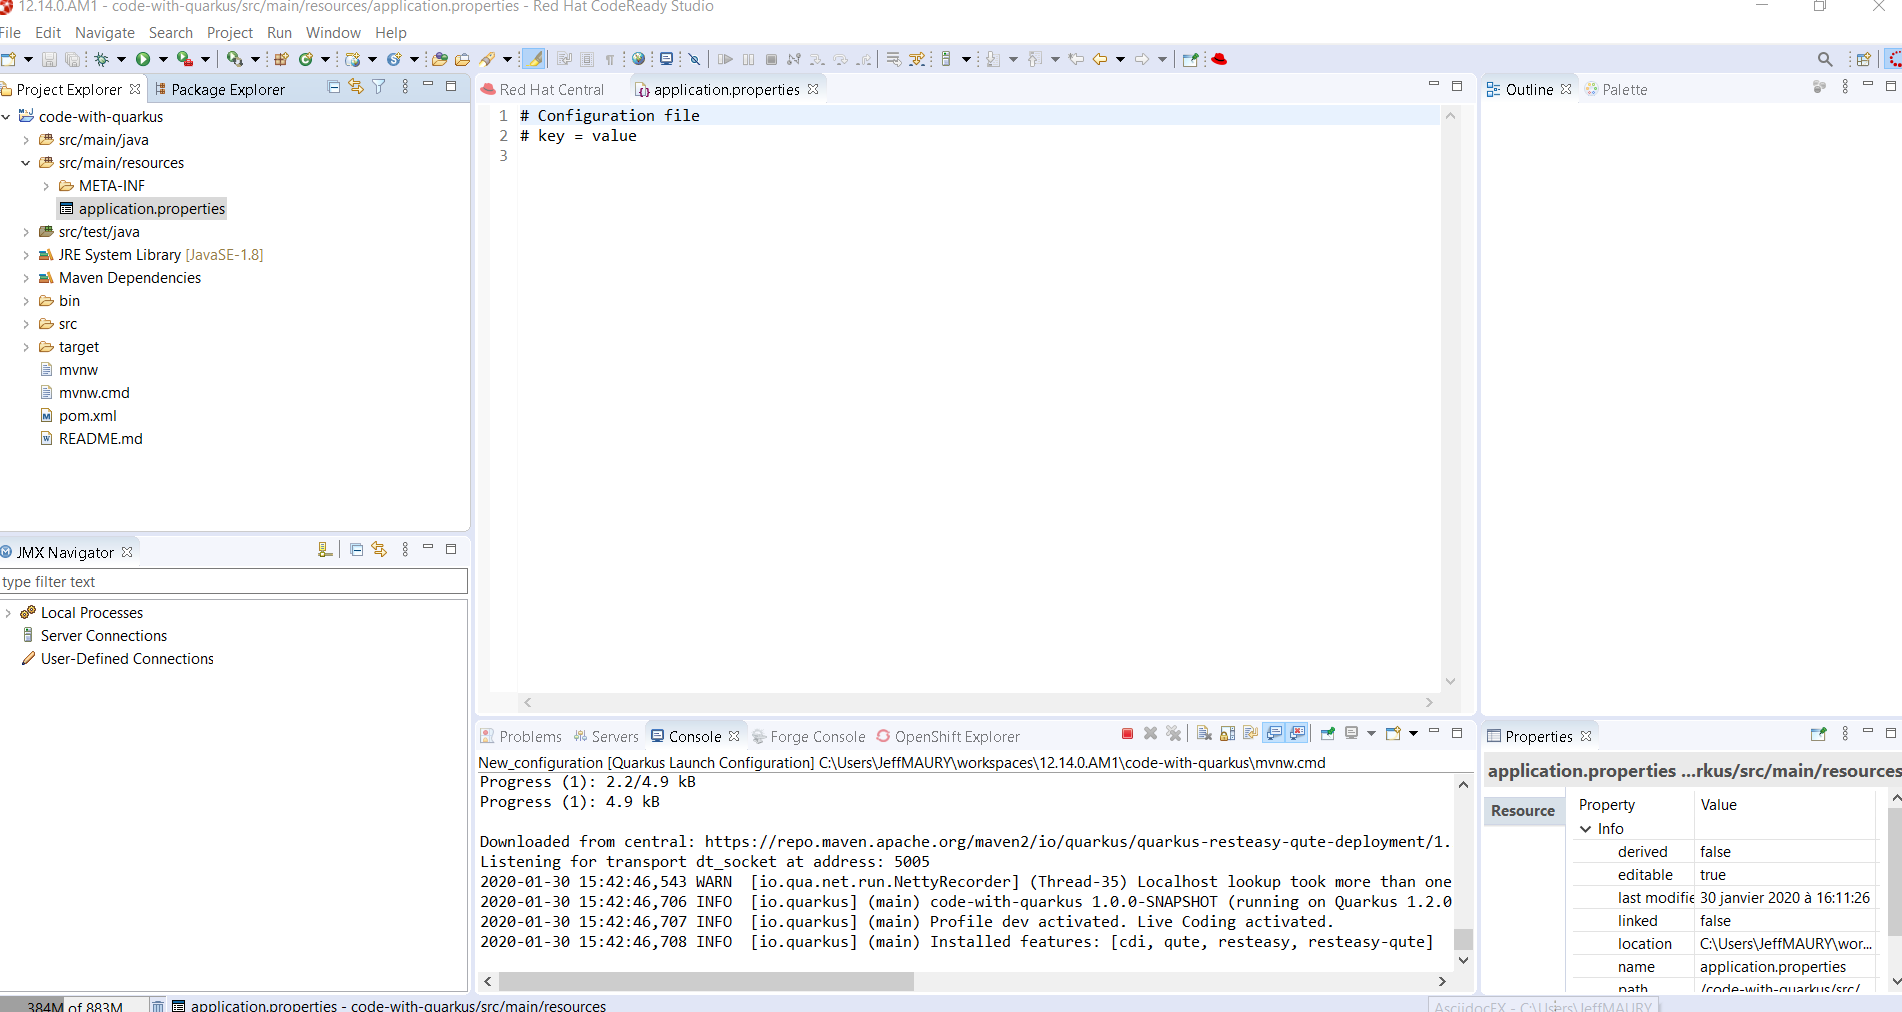 12.14.0.AM1 - code-with-quarkus/src/main/resources/application.properties - Red Hat CodeReady Studio
File Edit Navigate Search Project Run Window Help
Project Explorer
Package Explorer
code-with-quarkus
src/main/java
src/main/resources
META-INF
application.properties
src/test/java
JRE System Library [JavaSE-1.8]
Maven Dependencies
bin
src
target
mvnw
mvnw.cmd
pom.xml
README.md
JMX Navigator
type filter text
Local Processes
Server Connections
User-Defined Connections
Red Hat Central
application.properties
1 # Configuration file
2 # key = value
3
Outline
Palette
Problems Servers Console Forge Console OpenShift Explorer
New_configuration [Quarkus Launch Configuration] C:\Users\JeffMAURY\workspaces\12.14.0.AM1\code-with-quarkus\mvnw.cmd
Progress (1): 2.2/4.9 kB
Progress (1): 4.9 kB
Downloaded from central: https://repo.maven.apache.org/maven2/io/quarkus/quarkus-resteasy-qute-deployment/1.
Listening for transport dt_socket at address: 5005
2020-01-30 15:42:46,543 WARN [io.qua.net.run.NettyRecorder] (Thread-35) Localhost lookup took more than one
2020-01-30 15:42:46,706 INFO [io.quarkus] (main) code-with-quarkus 1.0.0-SNAPSHOT (running on Quarkus 1.2.0
2020-01-30 15:42:46,707 INFO [io.quarkus] (main) Profile dev activated. Live Coding activated.
2020-01-30 15:42:46,708 INFO [io.quarkus] (main) Installed features: [cdi, qute, resteasy, resteasy-qute]
Properties
application.properties ...rkus/src/main/resources
Resource
Property Value
Info
derived false
editable true
last modifie 30 janvier 2020 à 16:11:26
linked false
location C:\Users\JeffMAURY\wor...
name application.properties
path /code-with-quarkus/src/
384M of 883M
application.properties - code-with-quarkus/src/main/resources
AsciidocFX - C:\Users\JeffMAURY